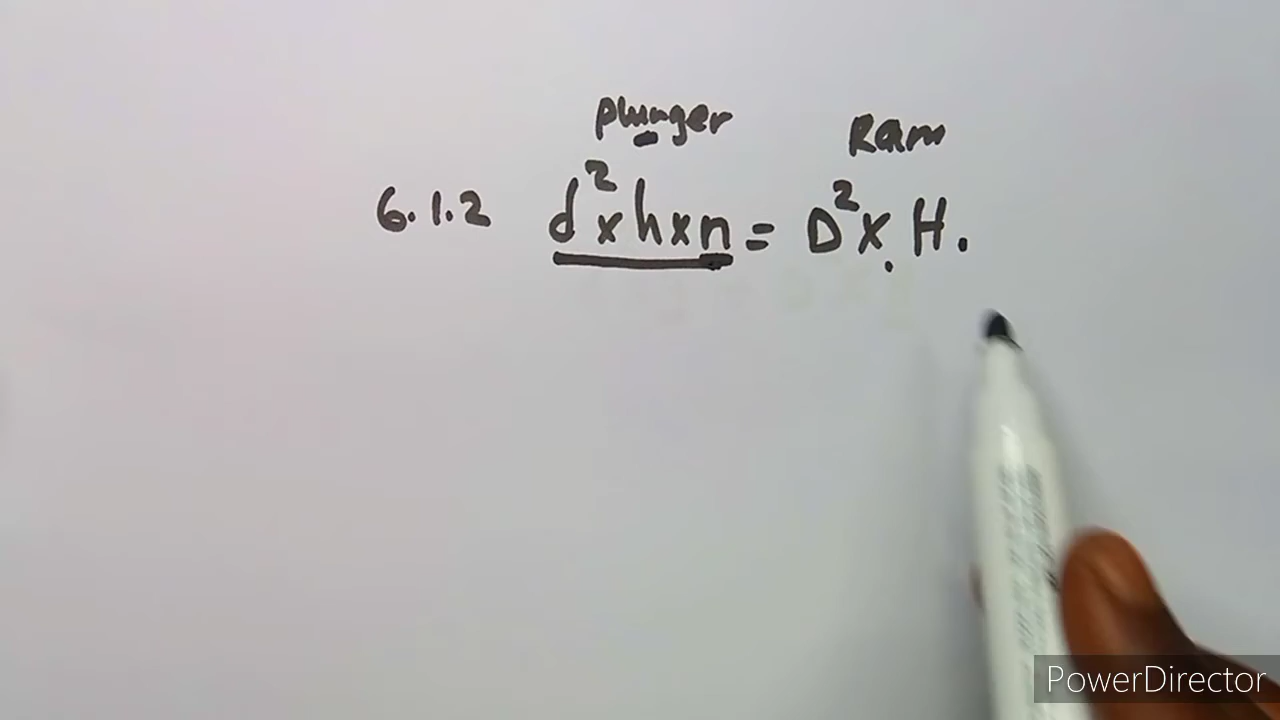 Plunger Ram
6.1.2 d²xhxn = D²x H.
PowerDirector